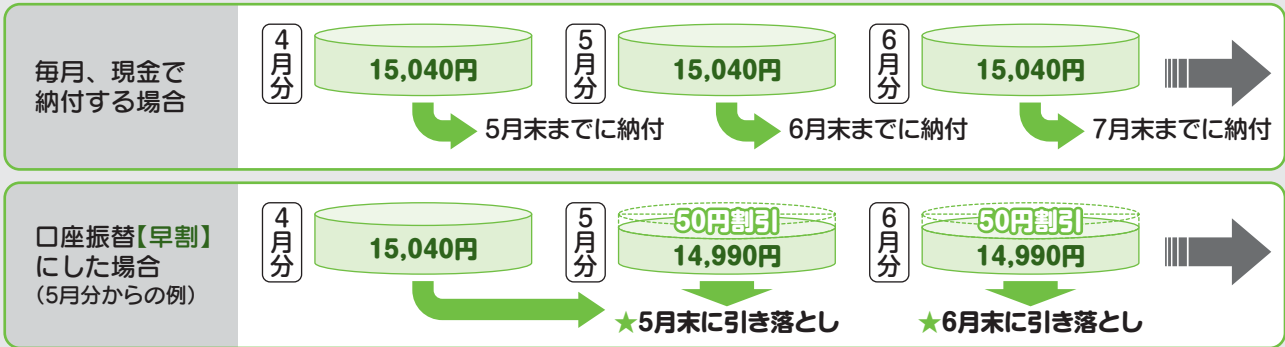 毎月、現金で
納付する場合
4月分
15,040円
5月末までに納付
5月分
15,040円
6月末までに納付
6月分
15,040円
7月末までに納付
口座振替【早割】
にした場合
（5月分からの例）
4月分
15,040円
5月分
50円割引
14,990円
★5月末に引き落とし
6月分
50円割引
14,990円
★6月末に引き落とし